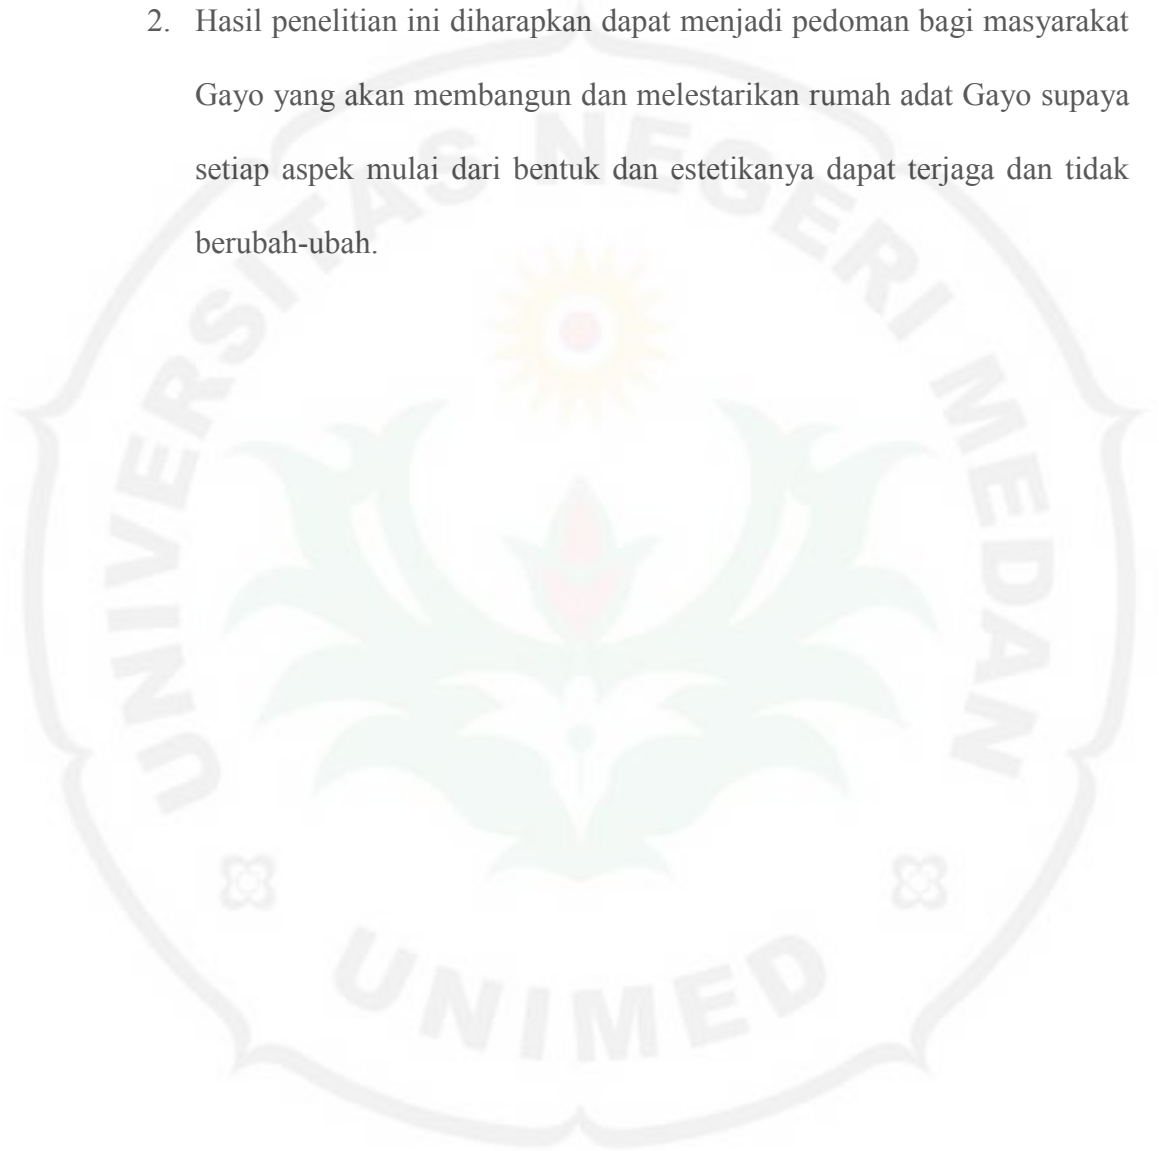 2. Hasil penelitian ini diharapkan dapat menjadi pedoman bagi masyarakat
Gayo yang akan membangun dan melestarikan rumah adat Gayo supaya
setiap aspek mulai dari bentuk dan estetikanya dapat terjaga dan tidak
berubah-ubah.
UNIVERSITAS NEGERI MEDAN
UNIMED